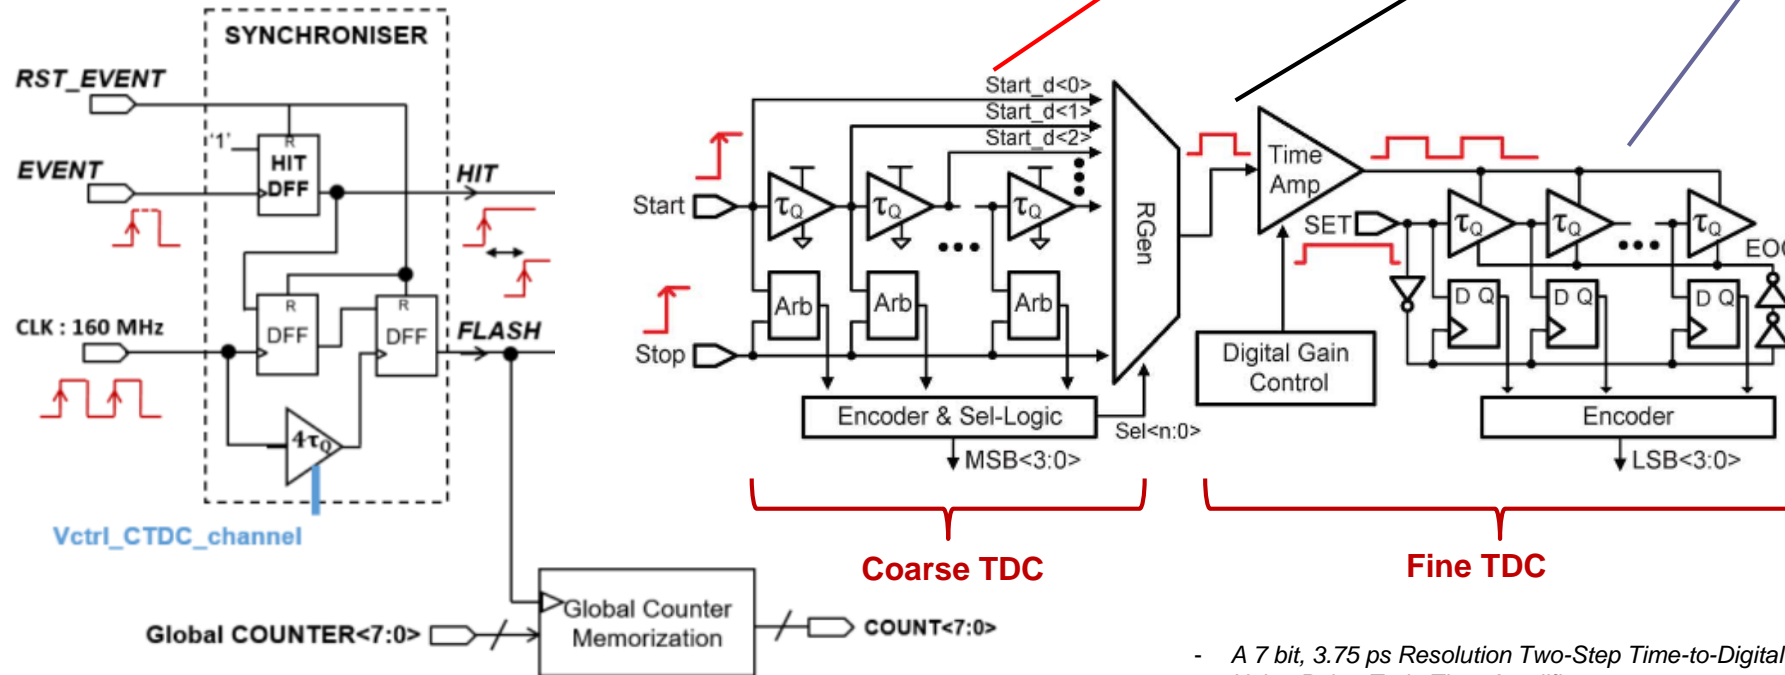 SYNCHRONISER
RST_EVENT
'1'
R
HIT
DFF
EVENT
HIT
R
DFF
R
DFF
CLK : 160 MHz
FLASH
4τQ
Vctrl_CTDC_channel
Global COUNTER<7:0>
Global Counter
Memorization
COUNT<7:0>
Start_d<0>
Start_d<1>
Start_d<2>
Start
τQ
τQ
τQ
RGen
Arb
Arb
Arb
Stop
Encoder & Sel-Logic
Sel<n:0>
MSB<3:0>
Coarse TDC
Time
Amp
Digital Gain
Control
SET
τQ
τQ
τQ
D Q
D Q
D Q
Encoder
LSB<3:0>
Fine TDC
- A 7 bit, 3.75 ps Resolution Two-Step Time-to-Digital